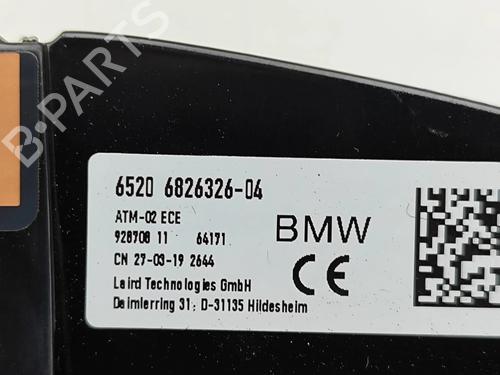 B-PARTS
6520 6826326-04
ATM-02 ECE
928708 11 64171
BMW
CE
CN 27-03-19 2644
Laird Technologies GmbH
Daimlerring 31; D-31135 Hildesheim